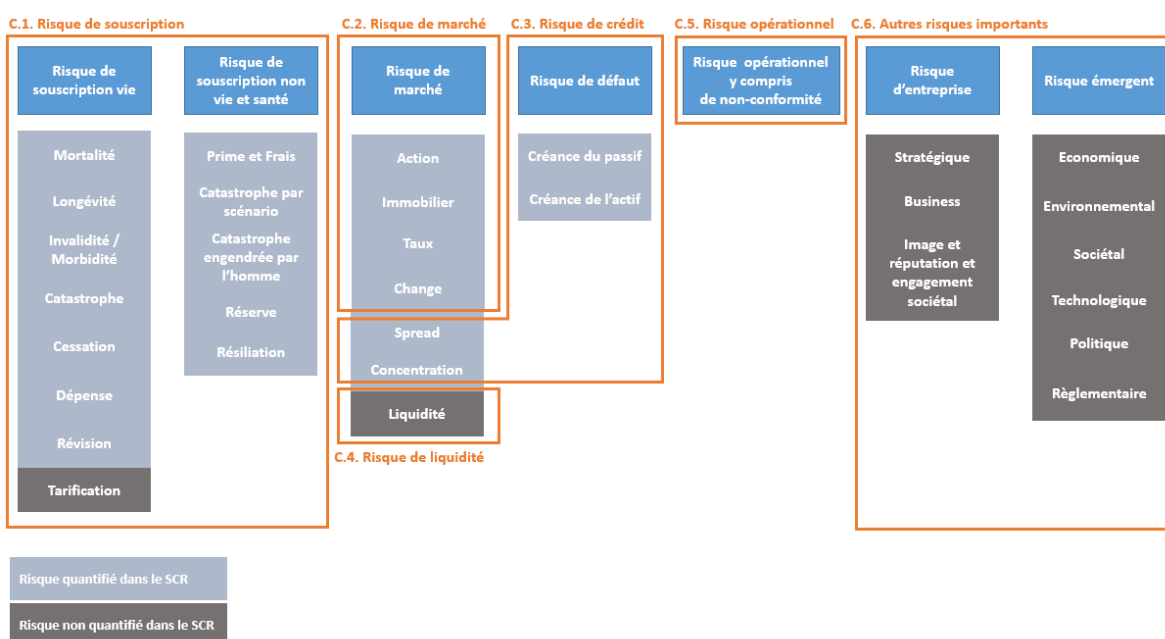 C.1. Risque de souscription
C.2. Risque de marché
C.3. Risque de crédit
C.5. Risque opérationnel
C.6. Autres risques importants
Risque de
souscription vie
Risque de
souscription non
vie et santé
Risque de
marché
Risque de défaut
Risque opérationnel
y compris
de non-conformité
Risque
d'entreprise
Risque émergent
Mortalité
Longévité
Invalidité /
Morbidité
Catastrophe
Cessation
Dépense
Révision
Tarification
Prime et Frais
Catastrophe par
scénario
Catastrophe
engendrée par
l'homme
Réserve
Résiliation
Action
Immobilier
Taux
Change
Spread
Concentration
Liquidité
C.4. Risque de liquidité
Créance du passif
Créance de l'actif
Stratégique
Business
Image et
réputation et
engagement
sociétal
Economique
Environnemental
Sociétal
Technologique
Politique
Règlementaire
Risque quantifié dans le SCR
Risque non quantifié dans le SCR